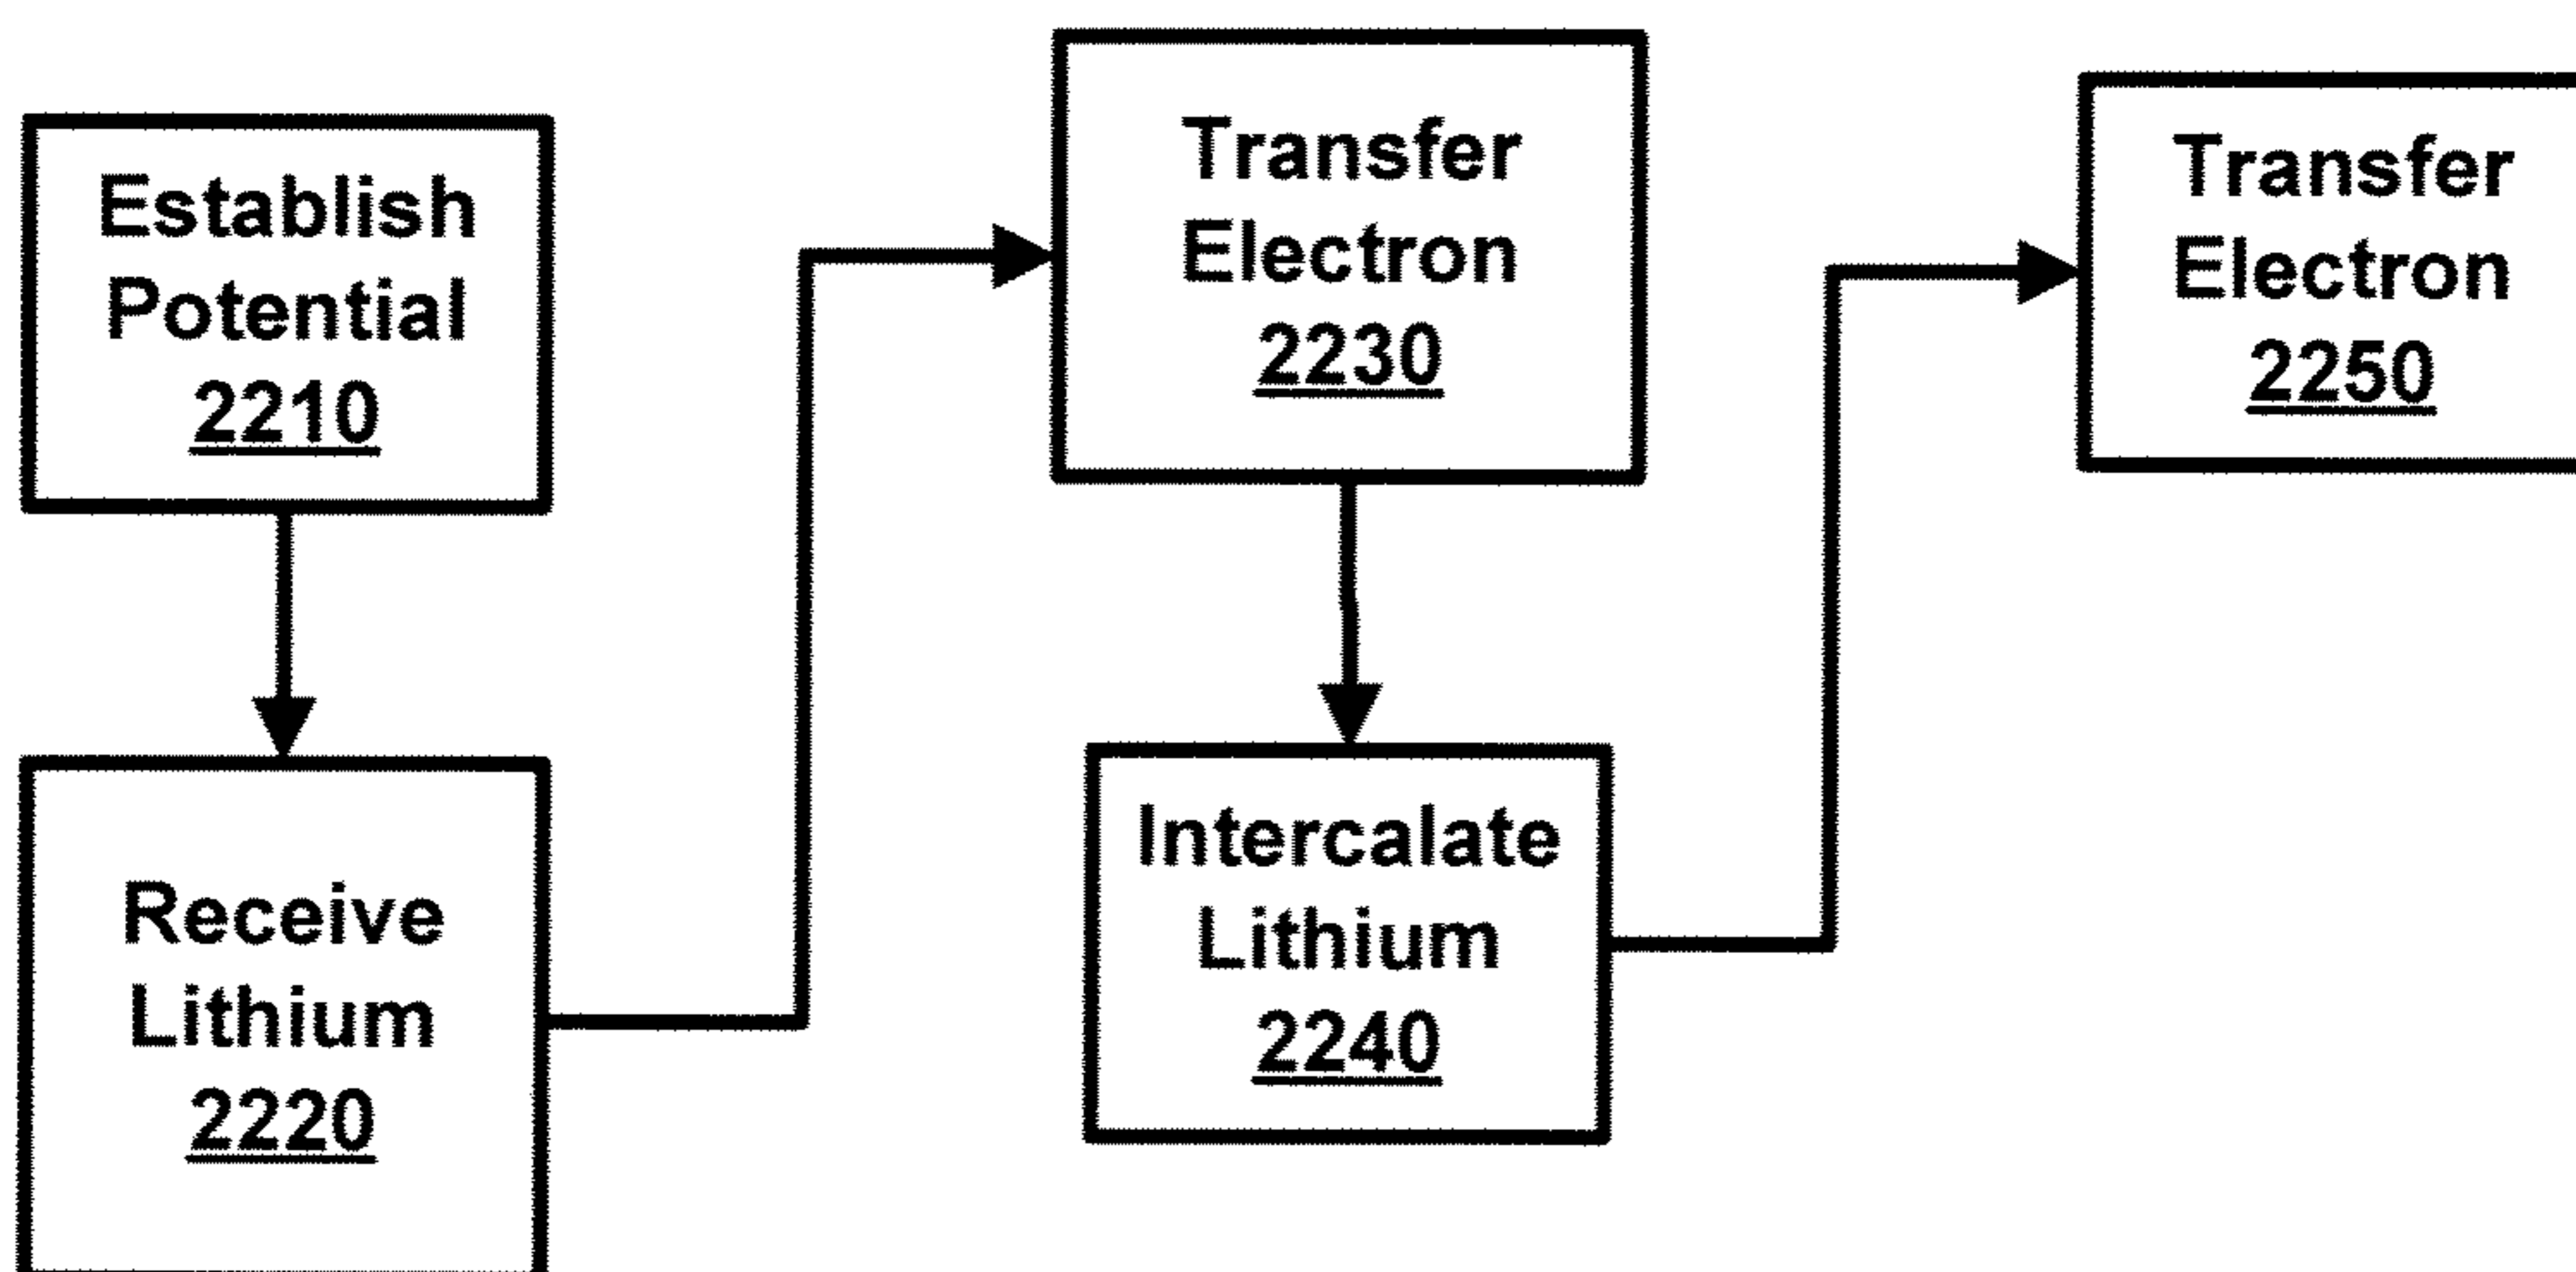 Establish
Potential
2210
Receive
Lithium
2220
Transfer
Electron
2230
Intercalate
Lithium
2240
Transfer
Electron
2250